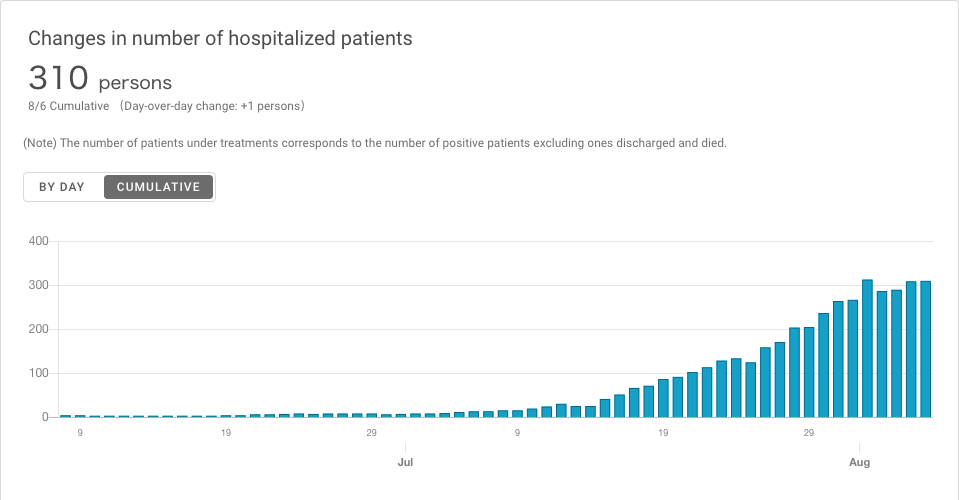 Changes in number of hospitalized patients
310 persons
8/6 Cumulative （Day-over-day change: +1 persons）
(Note) The number of patients under treatments corresponds to the number of positive patients excluding ones discharged and died.
BY DAY CUMULATIVE
400
300
200
100
0
9 19 29 9 19 29
Jul Aug